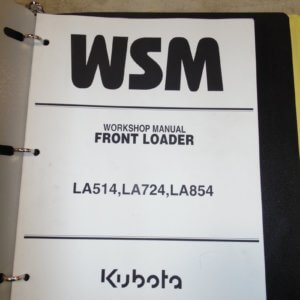 WSM
WORKSHOP MANUAL
FRONT LOADER
LA514,LA724,LA854
Kubota